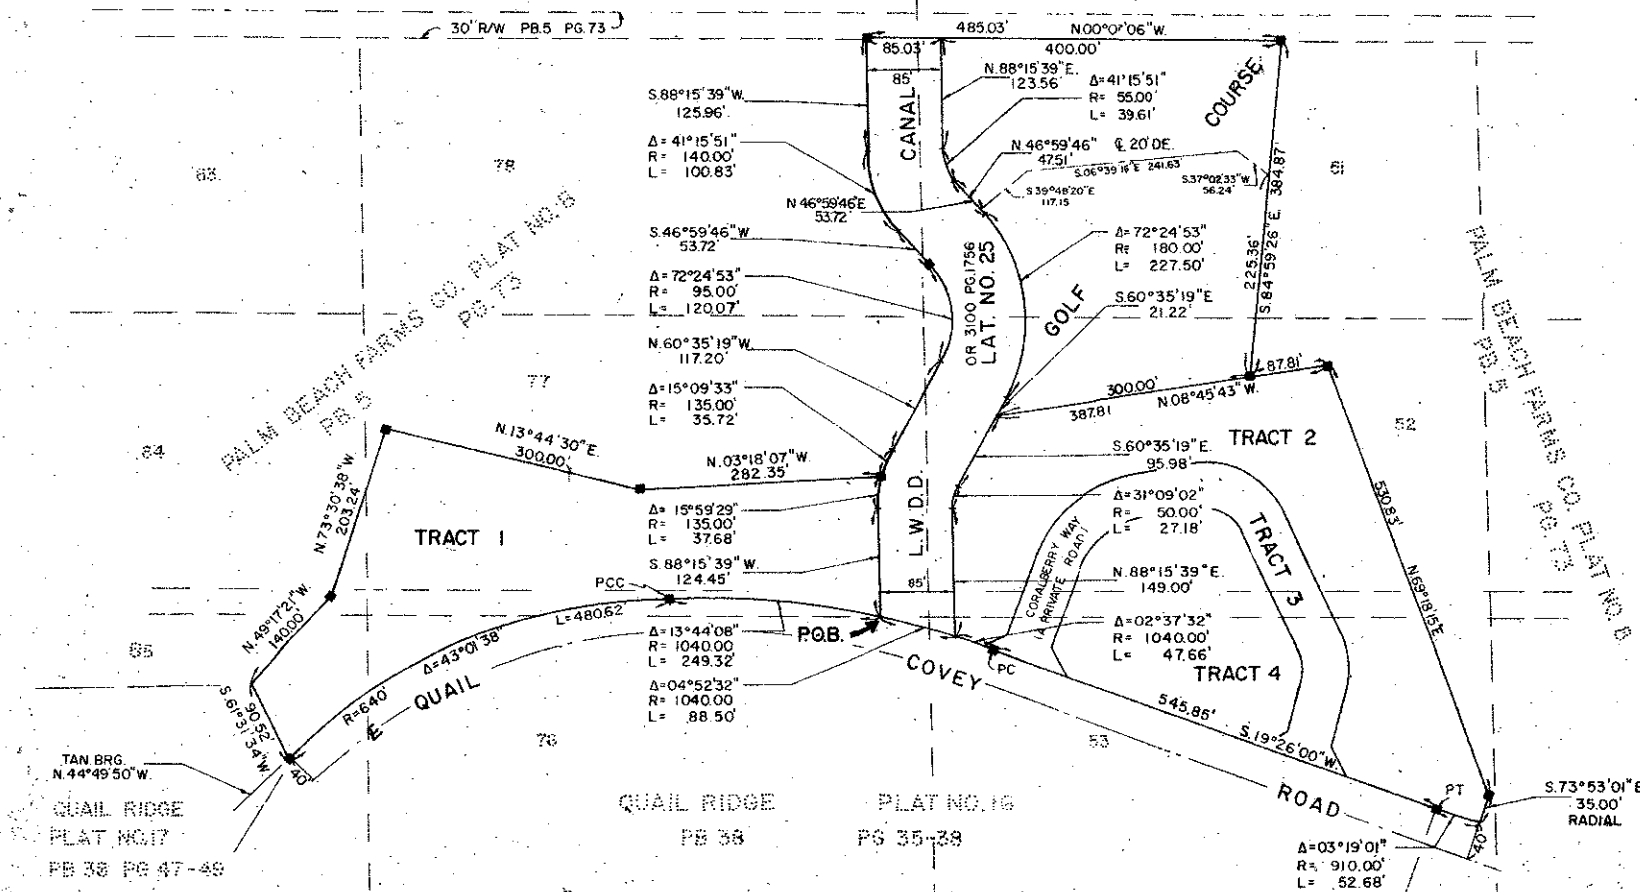 30' R/W PB.5 PG.73
485.03'
N.00°07'06"W.
85.03'
400.00'
85'
CANAL
N.88°15'39"E.
123.56'
Δ=41°15'51"
R= 55.00'
L= 39.61'
COURSE
S.88°15'39"W.
125.96'
Δ=41°15'51"
R= 140.00'
L= 100.83'
N.46°59'46"
47.51'
℄ 20' DE.
S.06°39'16"E 241.63'
S.37°02'33"W
56.24'
S 39°48'20"E
117.15
N 46°59'46E
53.72'
S.84°59'26"E. 384.87'
225.36'
83
78
61
S.46°59'46"W
53.72'
Δ=72°24'53"
R= 95.00'
L= 120.07'
OR 3100 PG.1756
LAT. NO. 25
Δ=72°24'53"
R= 180.00'
L= 227.50'
GOLF
S.60°35'19"E
21.22'
PALM BEACH FARMS CO. PLAT NO. 8
PB 5 PG. 73
PALM BEACH FARMS CO. PLAT NO. 8
PB. 5 PG. 73
N.60°35'19"W.
117.20'
Δ=15°09'33"
R= 135.00'
L= 35.72'
77
84
52
87.81'
300.00'
387.81
N.08°45'43"W.
TRACT 2
N.13°44'30"E.
300.00'
N.03°18'07"W.
282.35'
N.73°30'38"W
203.24'
TRACT 1
Δ= 15°59'29"
R= 135.00'
L= 37.68'
S.88°15'39"W.
124.45'
L.W.D.D.
85'
S.60°35'19"E.
95.98'
Δ=31°09'02"
R= 50.00'
L= 27.18'
N.88°15'39"E.
149.00'
CORALBERRY WAY
(A PRIVATE ROAD)
TRACT 3
530.83'
N.69°18'15"E.
N.49°17'21"W
140.00'
PCC
L=480.62'
Δ=43°01'38"
R=640'
℄ QUAIL
Δ=13°44'08"
R= 1040.00
L= 249.32'
Δ=04°52'32"
R= 1040.00
L= 88.50'
P.O.B.
COVEY
PC
Δ=02°37'32"
R= 1040.00'
L= 47.66'
TRACT 4
545.85'
S.19°26'00"W.
ROAD
S.61°31'34"W.
90.52'
40'
TAN. BRG.
N.44°49'50"W.
76
53
PT
S.73°53'01"E
35.00'
RADIAL
40'
Δ=03°19'01"
R= 910.00'
L= 52.68'
QUAIL RIDGE
PLAT NO.17
PB 38 PG 47-49
QUAIL RIDGE PLAT NO.16
PB 38 PG 35-38